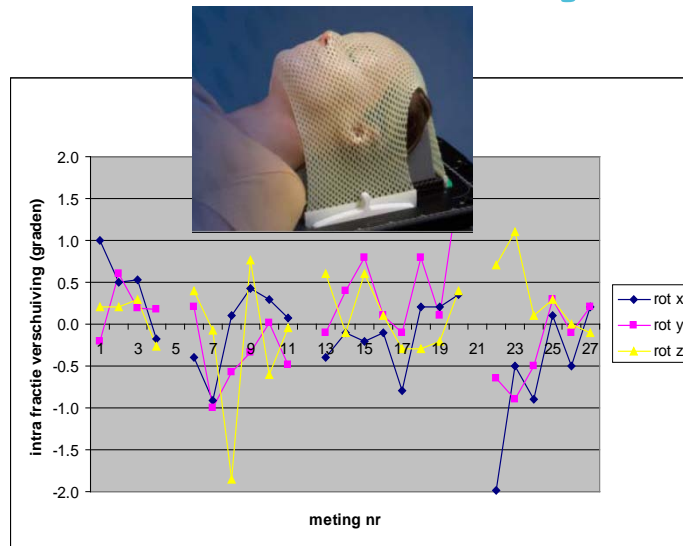 2.0
1.5
1.0
0.5
0.0
-0.5
-1.0
-1.5
-2.0
1 3 5 7 9 11 13 15 17 19 21 23 25 27
intra fractie verschuiving (graden)
meting nr
rot x
rot y
rot z